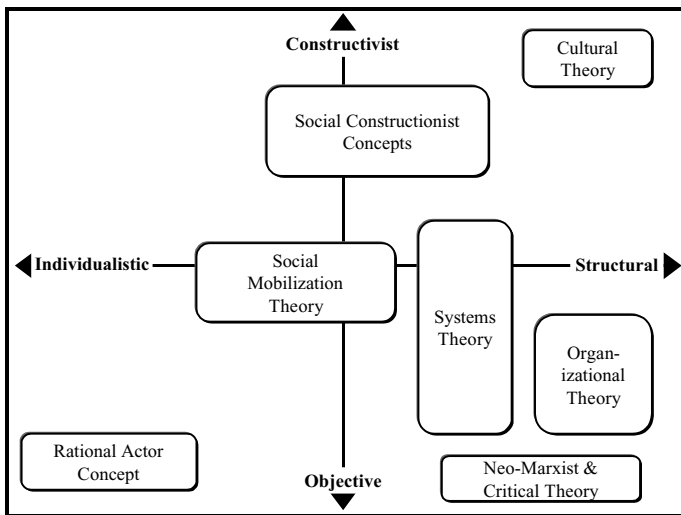 Constructivist
Cultural
Theory
Social Constructionist
Concepts
Individualistic
Social
Mobilization
Theory
Systems
Theory
Structural
Organ-
izational
Theory
Rational Actor
Concept
Objective
Neo-Marxist &
Critical Theory